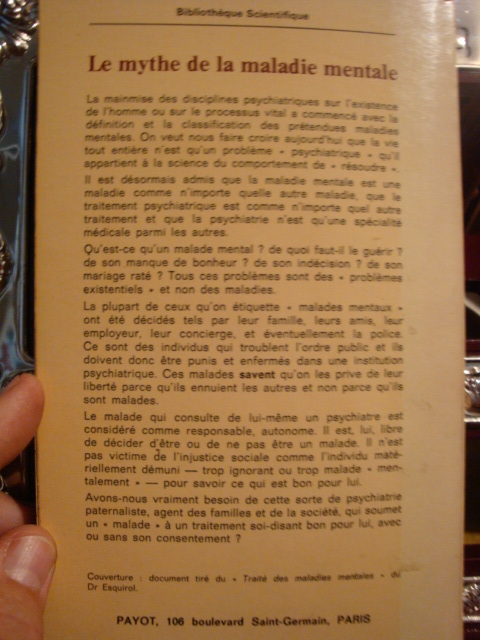 Bibliothèque Scientifique
Le mythe de la maladie mentale
La mainmise des disciplines psychiatriques sur l'existence
de l'homme ou sur le processus vital a commencé avec la
définition et la classification des prétendues maladies
mentales. On veut nous faire croire aujourd'hui que la vie
tout entière n'est qu'un problème « psychiatrique » qu'il
appartient à la science du comportement de « résoudre ».
Il est désormais admis que la maladie mentale est une
maladie comme n'importe quelle autre maladie, que le
traitement psychiatrique est comme n'importe quel autre
traitement et que la psychiatrie n'est qu'une spécialité
médicale parmi les autres.
Qu'est-ce qu'un malade mental ? de quoi faut-il le guérir ?
de son manque de bonheur ? de son indécision ? de son
mariage raté ? Tous ces problèmes sont des « problèmes
existentiels » et non des maladies.
La plupart de ceux qu'on étiquette « malades mentaux »
ont été décidés tels par leur famille, leurs amis, leur
employeur, leur concierge, et éventuellement la police.
Ce sont des individus qui troublent l'ordre public et ils
doivent donc être punis et enfermés dans une institution
psychiatrique. Ces malades savent qu'on les prive de leur
liberté parce qu'ils ennuient les autres et non parce qu'ils
sont malades.
Le malade qui consulte de lui-même un psychiatre est
considéré comme responsable, autonome. Il est, lui, libre
de décider d'être ou de ne pas être un malade. Il n'est
pas victime de l'injustice sociale comme l'individu maté-
riellement démuni — trop ignorant ou trop malade « men-
talement » — pour savoir ce qui est bon pour lui.
Avons-nous vraiment besoin de cette sorte de psychiatrie
paternaliste, agent des familles et de la société, qui soumet
un « malade » à un traitement soi-disant bon pour lui, avec
ou sans son consentement ?
Couverture : document tiré du « Traité des maladies mentales » du
Dr Esquirol.
PAYOT, 106 boulevard Saint-Germain, PARIS